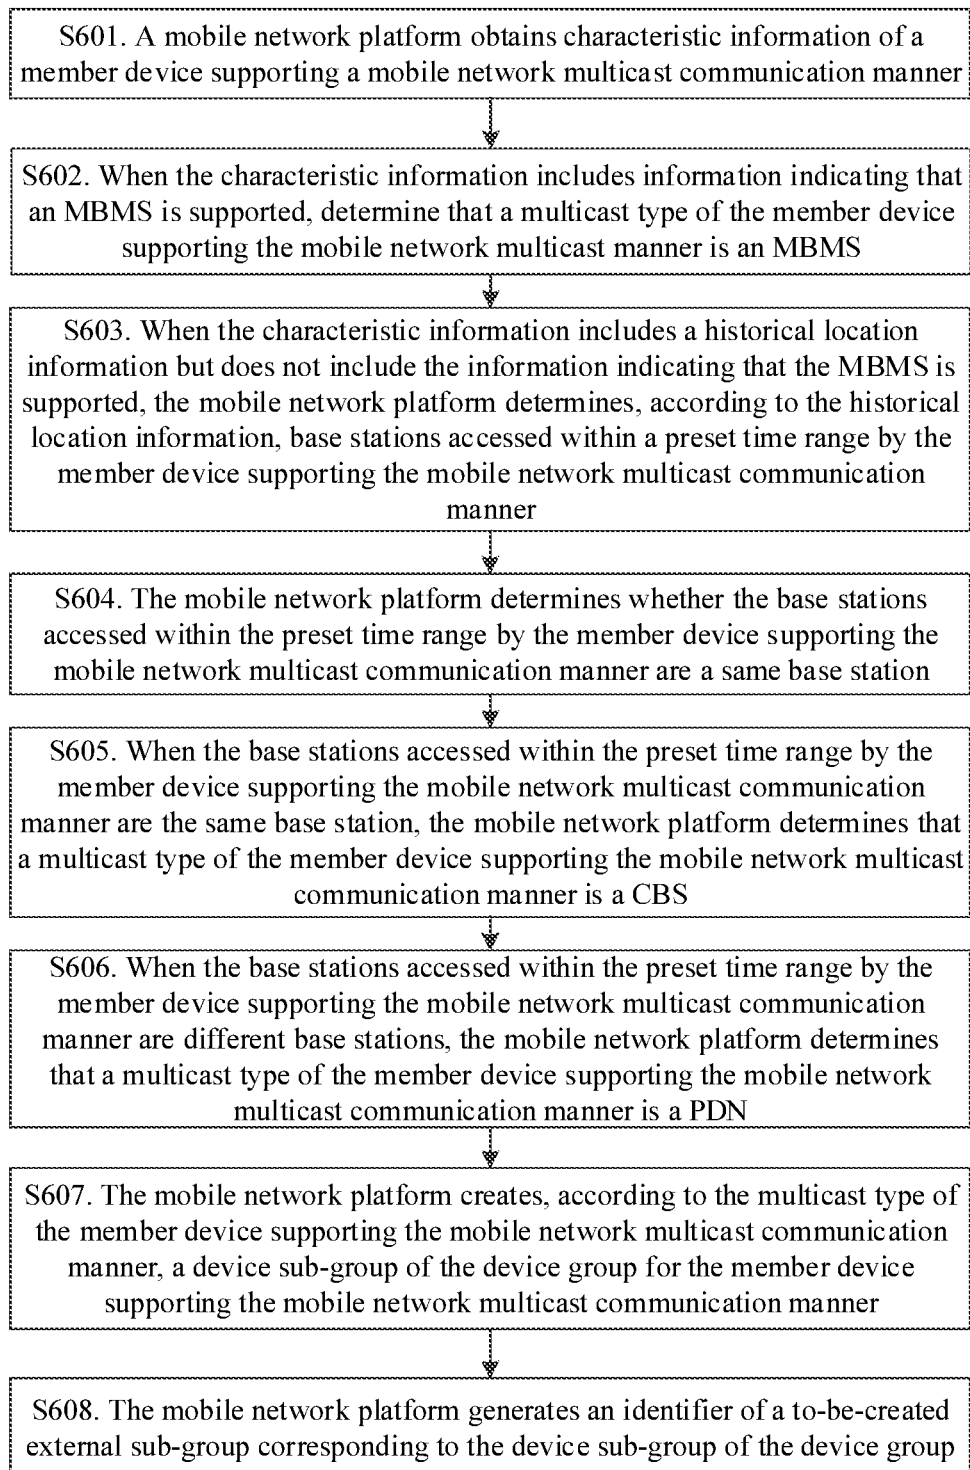 S601. A mobile network platform obtains characteristic information of a
member device supporting a mobile network multicast communication manner
S602. When the characteristic information includes information indicating that
an MBMS is supported, determine that a multicast type of the member device
supporting the mobile network multicast manner is an MBMS
S603. When the characteristic information includes a historical location
information but does not include the information indicating that the MBMS is
supported, the mobile network platform determines, according to the historical
location information, base stations accessed within a preset time range by the
member device supporting the mobile network multicast communication
manner
S604. The mobile network platform determines whether the base stations
accessed within the preset time range by the member device supporting the
mobile network multicast communication manner are a same base station
S605. When the base stations accessed within the preset time range by the
member device supporting the mobile network multicast communication
manner are the same base station, the mobile network platform determines that
a multicast type of the member device supporting the mobile network multicast
communication manner is a CBS
S606. When the base stations accessed within the preset time range by the
member device supporting the mobile network multicast communication
manner are different base stations, the mobile network platform determines
that a multicast type of the member device supporting the mobile network
multicast communication manner is a PDN
S607. The mobile network platform creates, according to the multicast type of
the member device supporting the mobile network multicast communication
manner, a device sub-group of the device group for the member device
supporting the mobile network multicast communication manner
S608. The mobile network platform generates an identifier of a to-be-created
external sub-group corresponding to the device sub-group of the device group